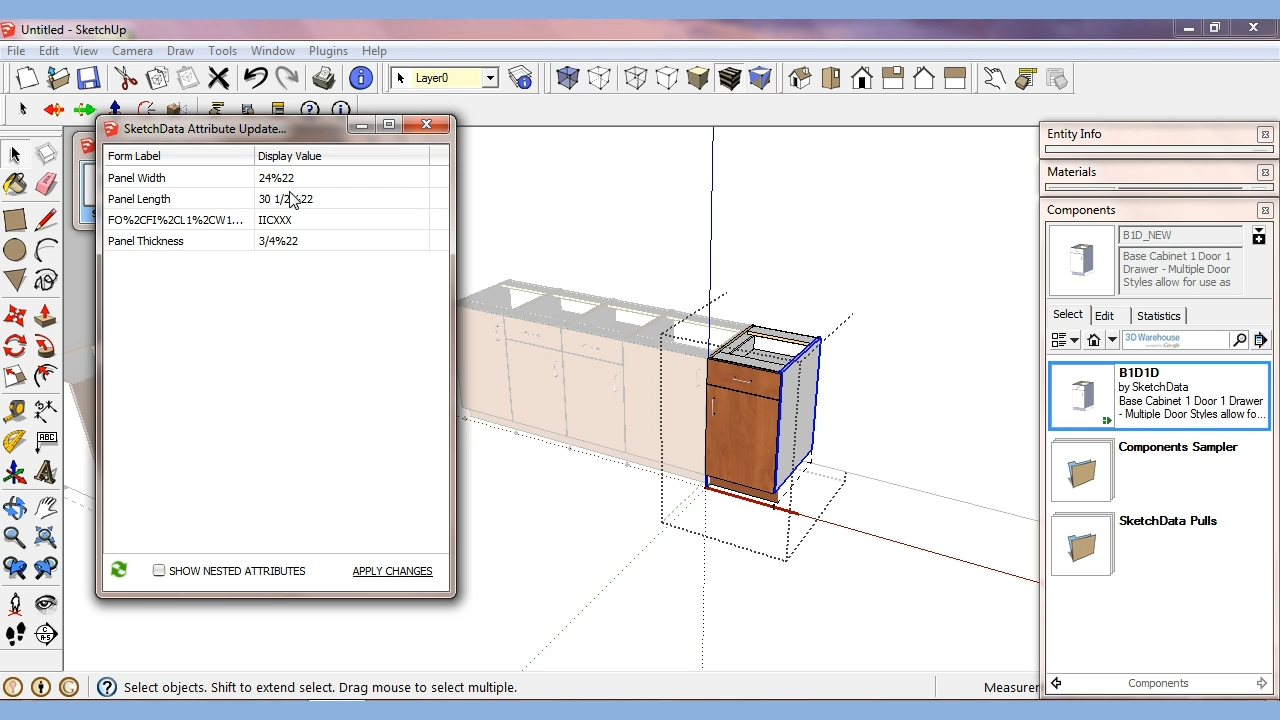 Untitled - SketchUp
File Edit View Camera Draw Tools Window Plugins Help
Layer0
SketchData Attribute Update...
Form Label Display Value
Panel Width 24%22
Panel Length 30 1/2%22
FO%2CFI%2CL1%2CW1... IICXXX
Panel Thickness 3/4%22
SHOW NESTED ATTRIBUTES APPLY CHANGES
ABC
Entity Info
Materials
Components
B1D_NEW
Base Cabinet 1 Door 1
Drawer - Multiple Door
Styles allow for use as
Select Edit Statistics
3D Warehouse
B1D1D
by SketchData
Base Cabinet 1 Door 1 Drawer
- Multiple Door Styles allow fo...
Components Sampler
SketchData Pulls
Components
Select objects. Shift to extend select. Drag mouse to select multiple.
Measurer